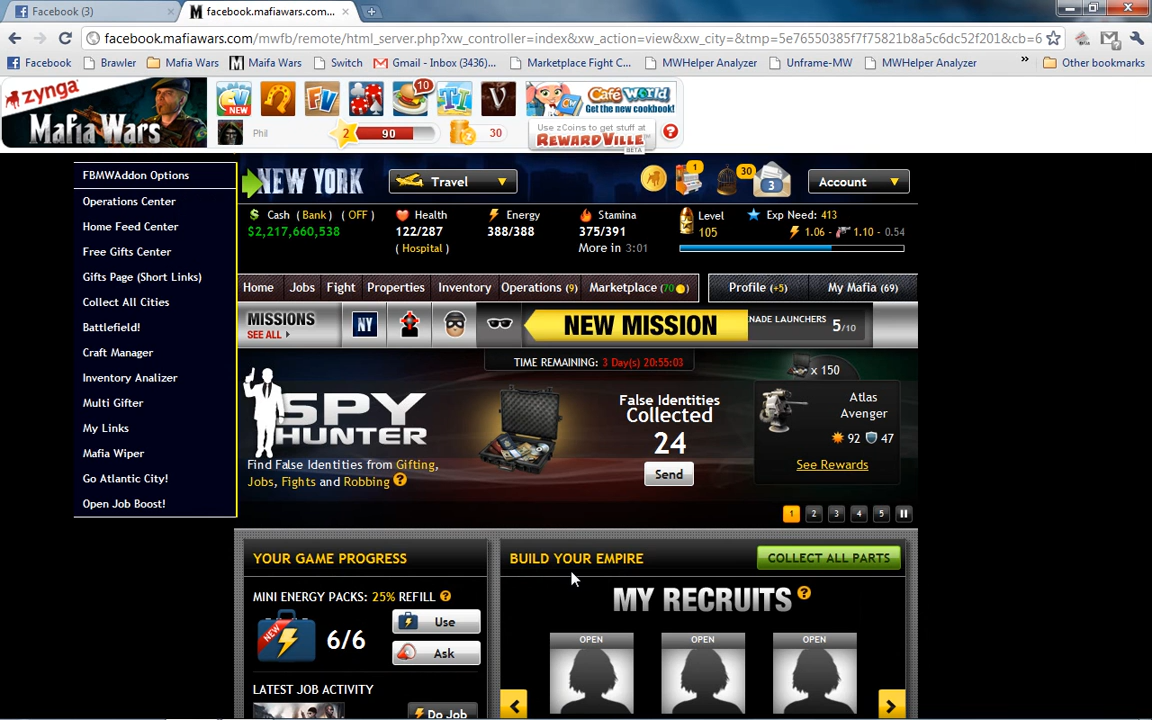 Facebook (3)
facebook.mafiawars.com...
facebook.mafiawars.com/mwfb/remote/html_server.php?xw_controller=index&xw_action=view&xw_city=&tmp=5e76550385f7f75821b8a5c6dc52f201&cb=6
Facebook Brawler Mafia Wars Maifa Wars Switch Gmail - Inbox (3436)... Marketplace Fight C... MWHelper Analyzer Unframe-MW MWHelper Analyzer » Other bookmarks
zynga
Mafia Wars
NEW
10
Café World
Get the new cookbook!
Phil
2 90 30
Use zCoins to get stuff at
REWARDVILLE
BETA
FBMWAddon Options
Operations Center
Home Feed Center
Free Gifts Center
Gifts Page (Short Links)
Collect All Cities
Battlefield!
Craft Manager
Inventory Analizer
Multi Gifter
My Links
Mafia Wiper
Go Atlantic City!
Open Job Boost!
NEW YORK
Travel
1
30
3
Account
Cash (Bank) (OFF)
$2,217,660,538
Health
122/287
(Hospital)
Energy
388/388
Stamina
375/391
More in 3:01
Level
105
Exp Need: 413
1.06 - 1.10 - 0.54
Home Jobs Fight Properties Inventory Operations (9) Marketplace (70) Profile (+5) My Mafia (69)
MISSIONS
SEE ALL
NY
NEW MISSION
NADE LAUNCHERS
5/10
TIME REMAINING: 3 Day(s) 20:55:03
SPY
HUNTER
Find False Identities from Gifting,
Jobs, Fights and Robbing
False Identities
Collected
24
Send
x 150
Atlas
Avenger
92 47
See Rewards
1 2 3 4 5
YOUR GAME PROGRESS
MINI ENERGY PACKS: 25% REFILL
NEW
6/6
Use
Ask
LATEST JOB ACTIVITY
Do Job
BUILD YOUR EMPIRE
COLLECT ALL PARTS
MY RECRUITS
OPEN OPEN OPEN